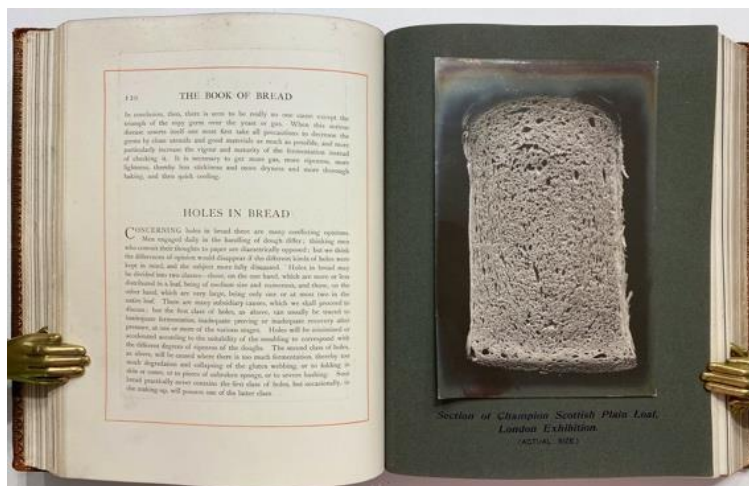 120 THE BOOK OF BREAD
In conclusion, then, there is seen to be really no one cause except the
triumph of the ropy germ over the yeast or gas. When this serious
disease asserts itself one must first take all precautions to decrease the
germs by clean utensils and good materials as much as possible, and more
particularly increase the vigour and maturity of the fermentation instead
of checking it. It is necessary to get more gas, more ripeness, more
lightness, thereby less stickiness and more dryness and more thorough
baking, and then quick cooling.
HOLES IN BREAD
CONCERNING holes in bread there are many conflicting opinions.
Men engaged daily in the handling of dough differ; thinking men
who commit their thoughts to paper are diametrically opposed; but we think
the differences of opinion would disappear if the different kinds of holes were
kept in mind, and the subject more fully discussed. Holes in bread may
be divided into two classes—those, on the one hand, which are more or less
distributed in a loaf, being of medium size and numerous, and those, on the
other hand, which are very large, being only one or at most two in the
entire loaf. There are many subsidiary causes, which we shall proceed to
discuss; but the first class of holes, as above, can usually be traced to
inadequate fermentation, inadequate proving or inadequate recovery after
pressure, at one or more of the various stages. Holes will be minimised or
accelerated according to the suitability of the moulding to correspond with
the different degrees of ripeness of the doughs. The second class of holes,
as above, will be caused where there is too much fermentation, thereby too
much degradation and collapsing of the gluten webbing, or to folding in
skin or cones, or to pieces of unbroken sponge, or to severe handling.
bread practically never contains the first class of holes, but occasionally, in
the making-up, will possess one of the latter class.
Section of Champion Scottish Plain Loaf,
London Exhibition.
(ACTUAL SIZE)